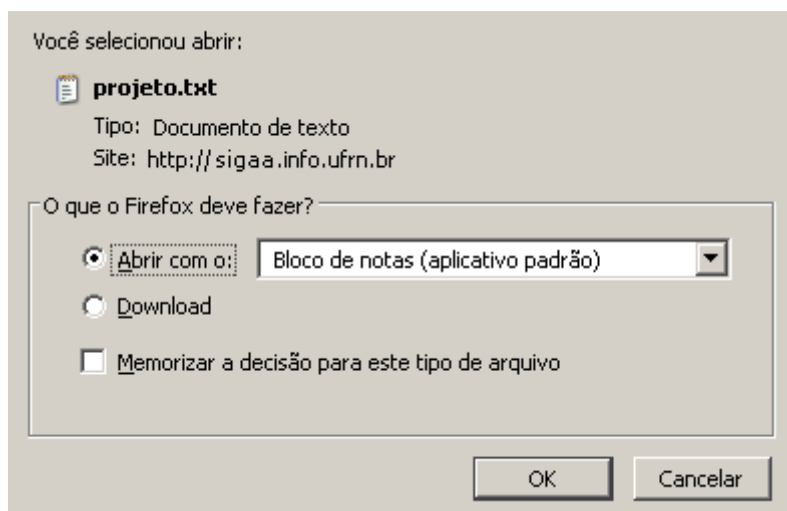 Você selecionou abrir:
projeto.txt
Tipo: Documento de texto
Site: http://sigaa.info.ufrn.br
O que o Firefox deve fazer?
Abrir com o: Bloco de notas (aplicativo padrão)
Download
Memorizar a decisão para este tipo de arquivo
OK Cancelar